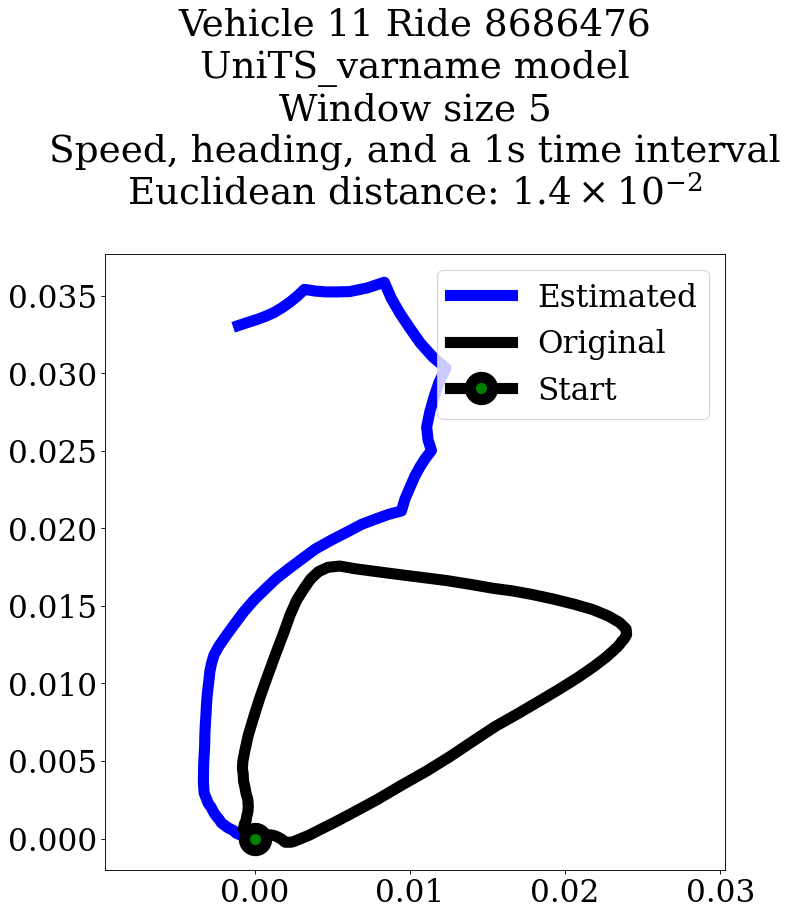 Vehicle 11 Ride 8686476
UniTS_varname model
Window size 5
Speed, heading, and a 1s time interval
Euclidean distance: 1.4 × 10⁻²
Estimated
Original
Start
0.035
0.030
0.025
0.020
0.015
0.010
0.005
0.000
0.00 0.01 0.02 0.03